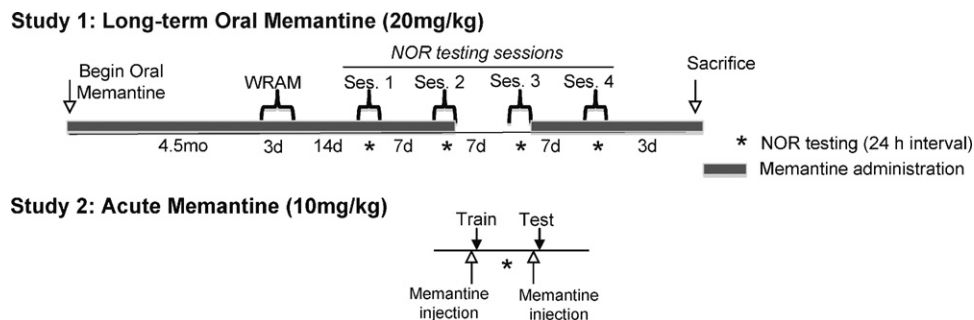 Study 1: Long-term Oral Memantine (20mg/kg)
NOR testing sessions
Begin Oral
Memantine
WRAM
Ses. 1
Ses. 2
Ses. 3
Ses. 4
Sacrifice
4.5mo
3d
14d
*
7d
*
7d
*
7d
*
3d
* NOR testing (24 h interval)
Memantine administration
Study 2: Acute Memantine (10mg/kg)
Train
Test
*
Memantine
injection
Memantine
injection